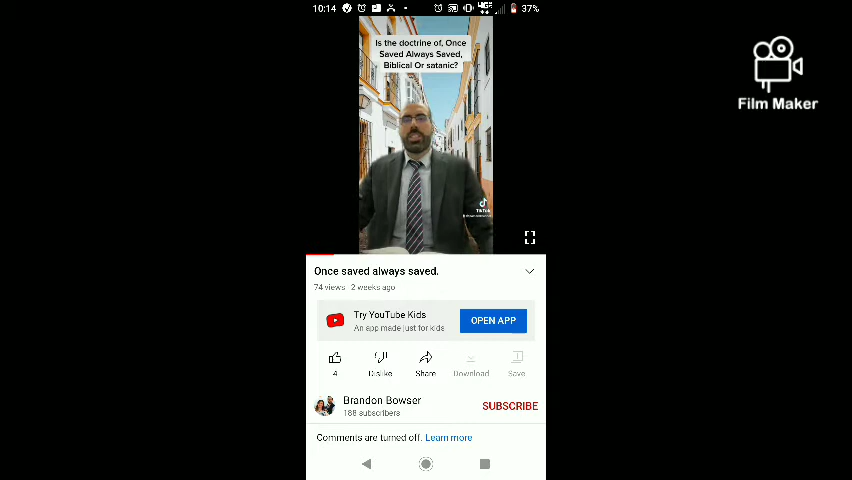 10:14
37%
Is the doctrine of, Once
Saved Always Saved,
Biblical Or satanic?
Film Maker
TikTok
Once saved always saved.
74 views · 2 weeks ago
Try YouTube Kids
An app made just for kids
OPEN APP
4 Dislike Share Download Save
Brandon Bowser
188 subscribers
SUBSCRIBE
Comments are turned off. Learn more